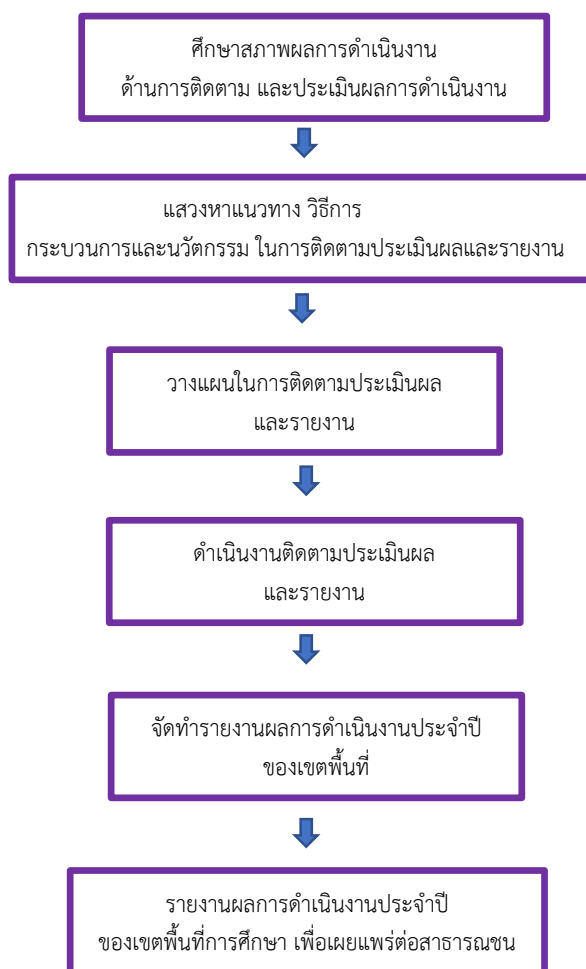 ศึกษาสภาพผลการดำเนินงาน
ด้านการติดตาม และประเมินผลการดำเนินงาน
แสวงหาแนวทาง วิธีการ
กระบวนการและนวัตกรรม ในการติดตามประเมินผลและรายงาน
วางแผนในการติดตามประเมินผล
และรายงาน
ดำเนินงานติดตามประเมินผล
และรายงาน
จัดทำรายงานผลการดำเนินงานประจำปี
ของเขตพื้นที่
รายงานผลการดำเนินงานประจำปี
ของเขตพื้นที่การศึกษา เพื่อเผยแพร่ต่อสาธารณชน